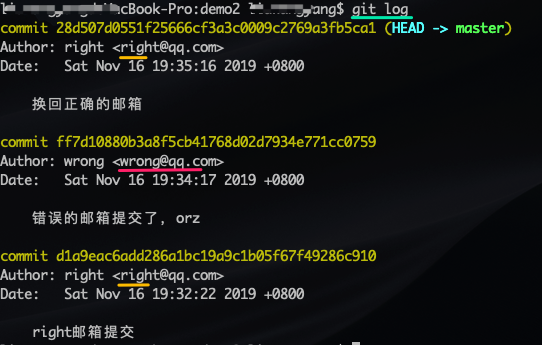 cBook-Pro:demo2
$ git log
commit 28d507d0551f25666cf3a3c0009c2769a3fb5ca1 (HEAD -> master)
Author: right <right@qq.com>
Date:   Sat Nov 16 19:35:16 2019 +0800
换回正确的邮箱
commit ff7d10880b3a8f5cb41768d02d7934e771cc0759
Author: wrong <wrong@qq.com>
Date:   Sat Nov 16 19:34:17 2019 +0800
错误的邮箱提交了，orz
commit d1a9eac6add286a1bc19a9c1b05f67f49286c910
Author: right <right@qq.com>
Date:   Sat Nov 16 19:32:22 2019 +0800
right邮箱提交